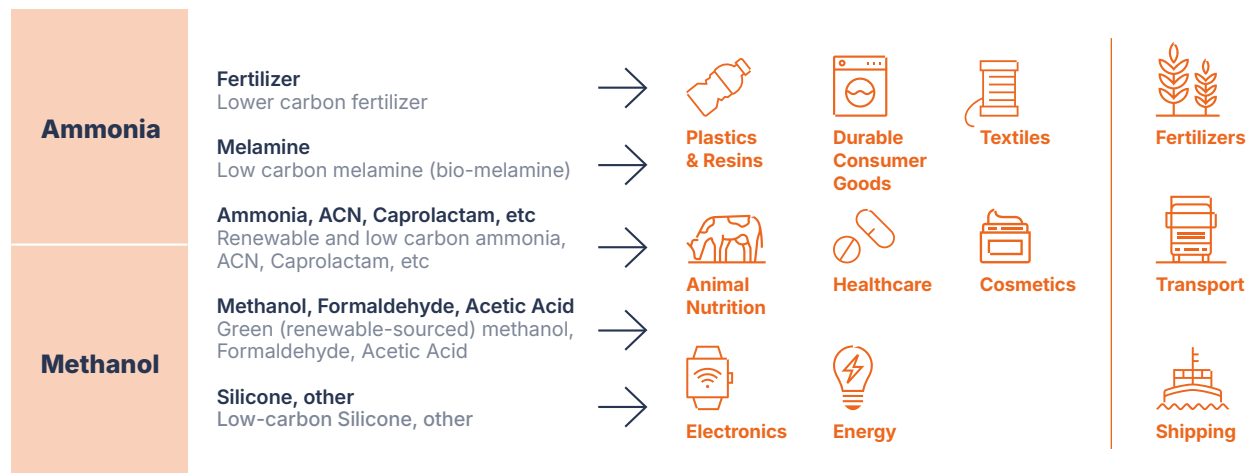 Ammonia
Methanol
Fertilizer
Lower carbon fertilizer
Melamine
Low carbon melamine (bio-melamine)
Ammonia, ACN, Caprolactam, etc
Renewable and low carbon ammonia,
ACN, Caprolactam, etc
Methanol, Formaldehyde, Acetic Acid
Green (renewable-sourced) methanol,
Formaldehyde, Acetic Acid
Silicone, other
Low-carbon Silicone, other
Plastics
& Resins
Durable
Consumer
Goods
Textiles
Animal
Nutrition
Healthcare
Cosmetics
Electronics
Energy
Fertilizers
Transport
Shipping